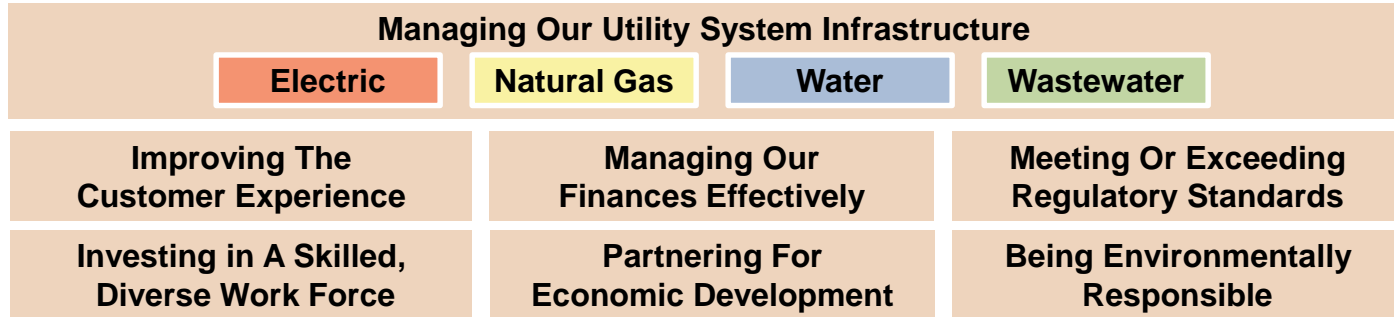 Managing Our Utility System Infrastructure
Electric
Natural Gas
Water
Wastewater
Improving The
Customer Experience
Managing Our
Finances Effectively
Meeting Or Exceeding
Regulatory Standards
Investing in A Skilled,
Diverse Work Force
Partnering For
Economic Development
Being Environmentally
Responsible